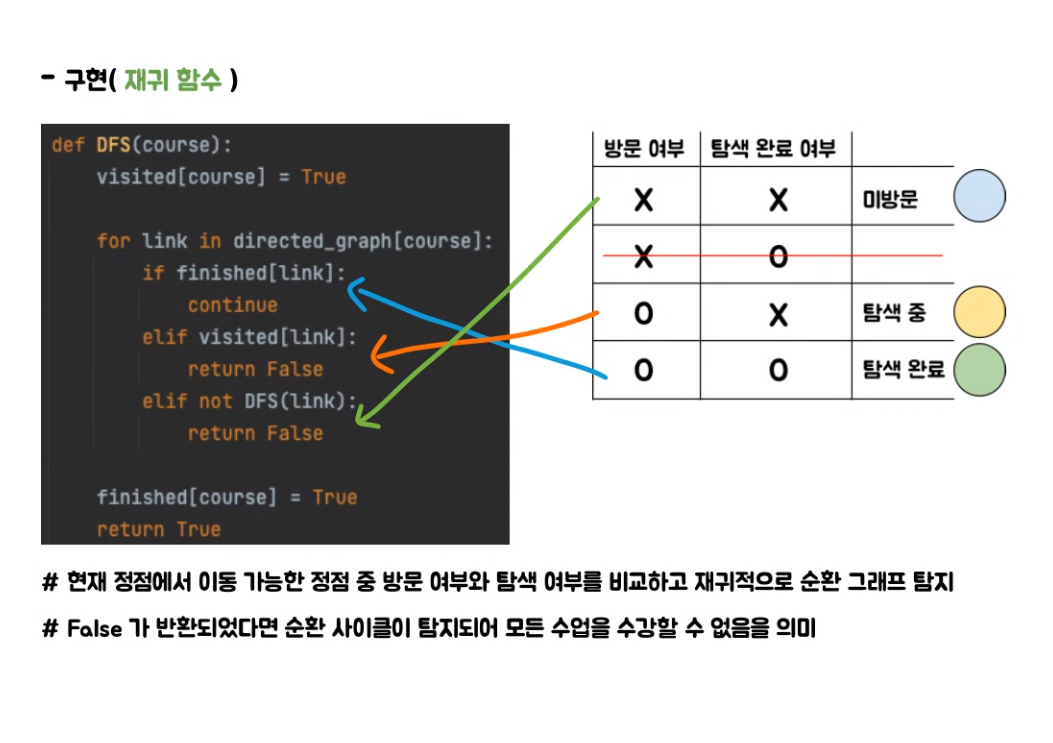 - 구현( 재귀 함수 )
def DFS(course):
    visited[course] = True
    for link in directed_graph[course]:
        if finished[link]:
            continue
        elif visited[link]:
            return False
        elif not DFS(link):
            return False
    finished[course] = True
    return True
방문 여부 탐색 완료 여부
X X 미방문
X O
O X 탐색 중
O O 탐색 완료
# 현재 정점에서 이동 가능한 정점 중 방문 여부와 탐색 여부를 비교하고 재귀적으로 순환 그래프 탐지
# False 가 반환되었다면 순환 사이클이 탐지되어 모든 수업을 수강할 수 없음을 의미